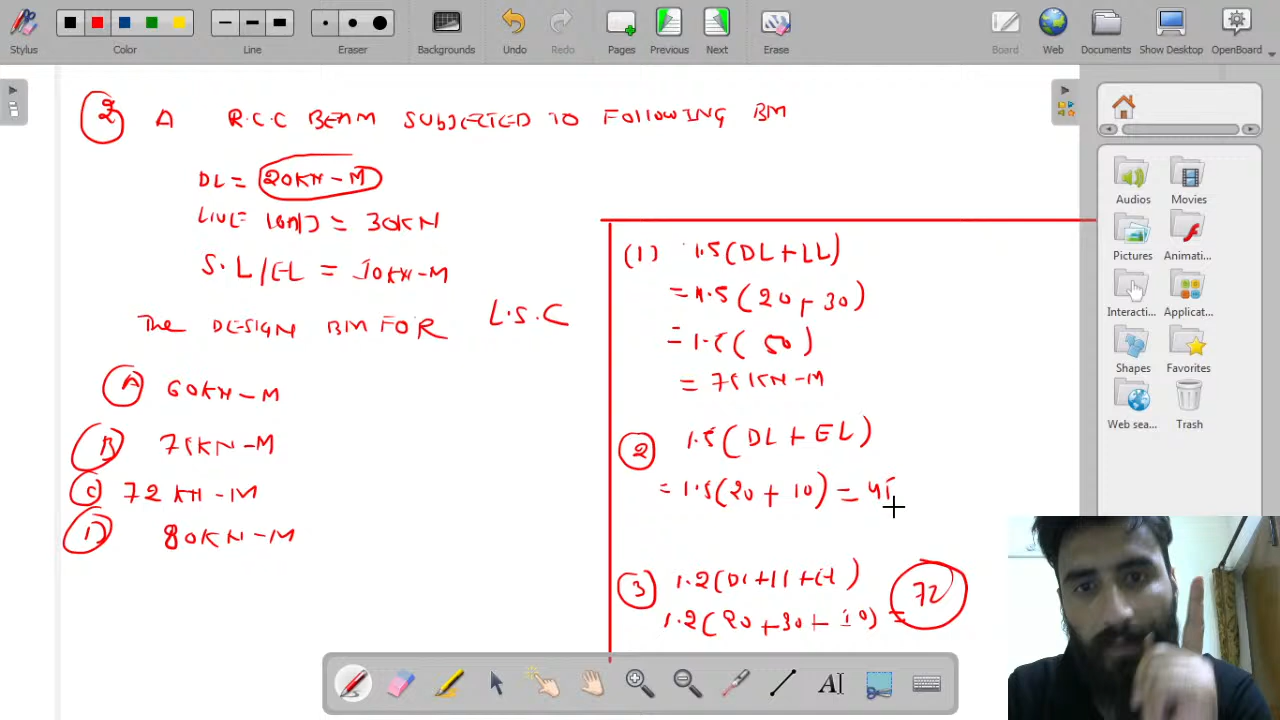 Stylus
Color
Line
Eraser
Backgrounds
Undo
Redo
Pages
Previous
Next
Erase
Board
Web
Documents
Show Desktop
OpenBoard
2 A R.C.C BEAM SUBJECTED TO FOLLOWING BM
DL = 20KN-M
LIVE LOAD = 30KN
S.L/EL = 10KN-M
The DESIGN BM FOR L.S.C
A 60KN-M
B 75KN-M
C 72KN-M
D 80KN-M
(1) 1.5(DL+LL)
= 1.5(20+30)
= 1.5(50)
= 75KN-M
2 1.5(DL+EL)
= 1.5(20+10) = 45
3 1.2(DL+LL+EL)
1.2(20+30+10) = 72
Audios
Movies
Pictures
Animati...
Interacti...
Applicat...
Shapes
Favorites
Web sea...
Trash
AI